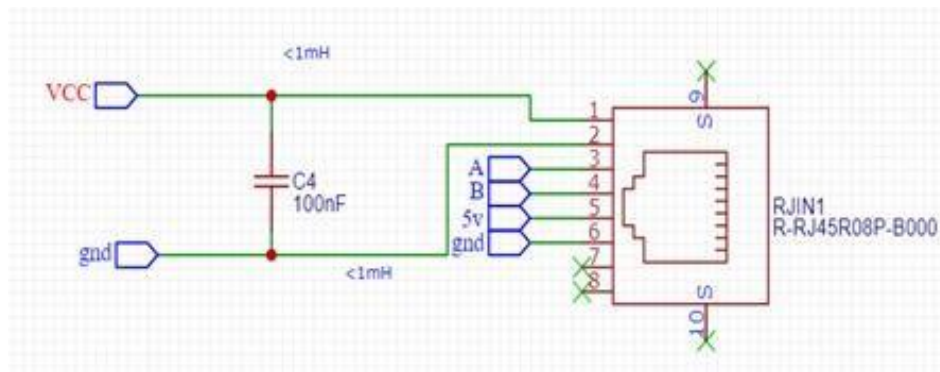 <1mH
VCC
C4
100nF
gnd
<1mH
A
B
5v
gnd
1
2
3
4
5
6
7
8
9
S
S
10
RJIN1
R-RJ45R08P-B000